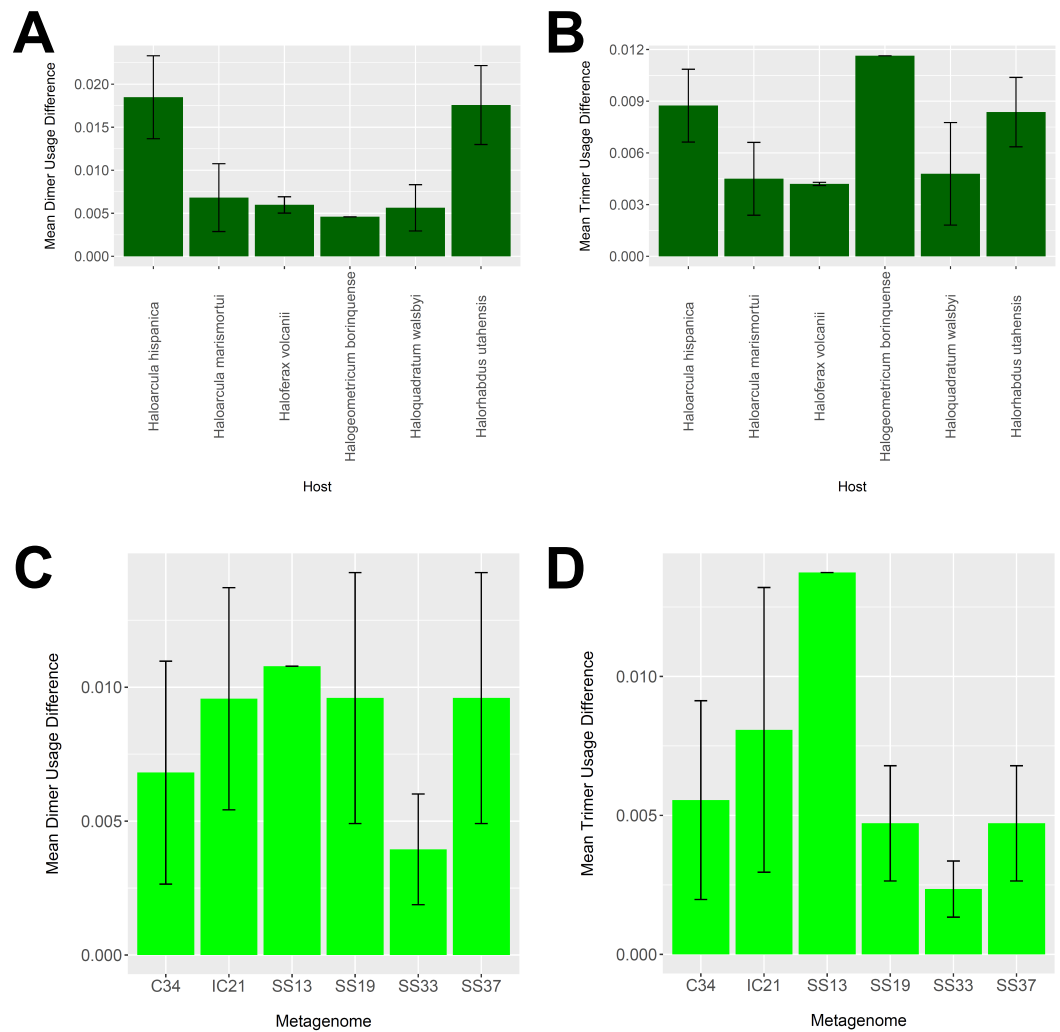 A
Mean Dimer Usage Difference
0.020
0.015
0.010
0.005
0.000
Haloarcula hispanica
Haloarcula marismortui
Haloferax volcanii
Halogeometricum borinquense
Haloquadratum walsbyi
Halorhabdus utahensis
Host
B
Mean Trimer Usage Difference
0.012
0.009
0.006
0.003
0.000
Haloarcula hispanica
Haloarcula marismortui
Haloferax volcanii
Halogeometricum borinquense
Haloquadratum walsbyi
Halorhabdus utahensis
Host
C
Mean Dimer Usage Difference
0.010
0.005
0.000
C34 IC21 SS13 SS19 SS33 SS37
Metagenome
D
Mean Trimer Usage Difference
0.010
0.005
0.000
C34 IC21 SS13 SS19 SS33 SS37
Metagenome